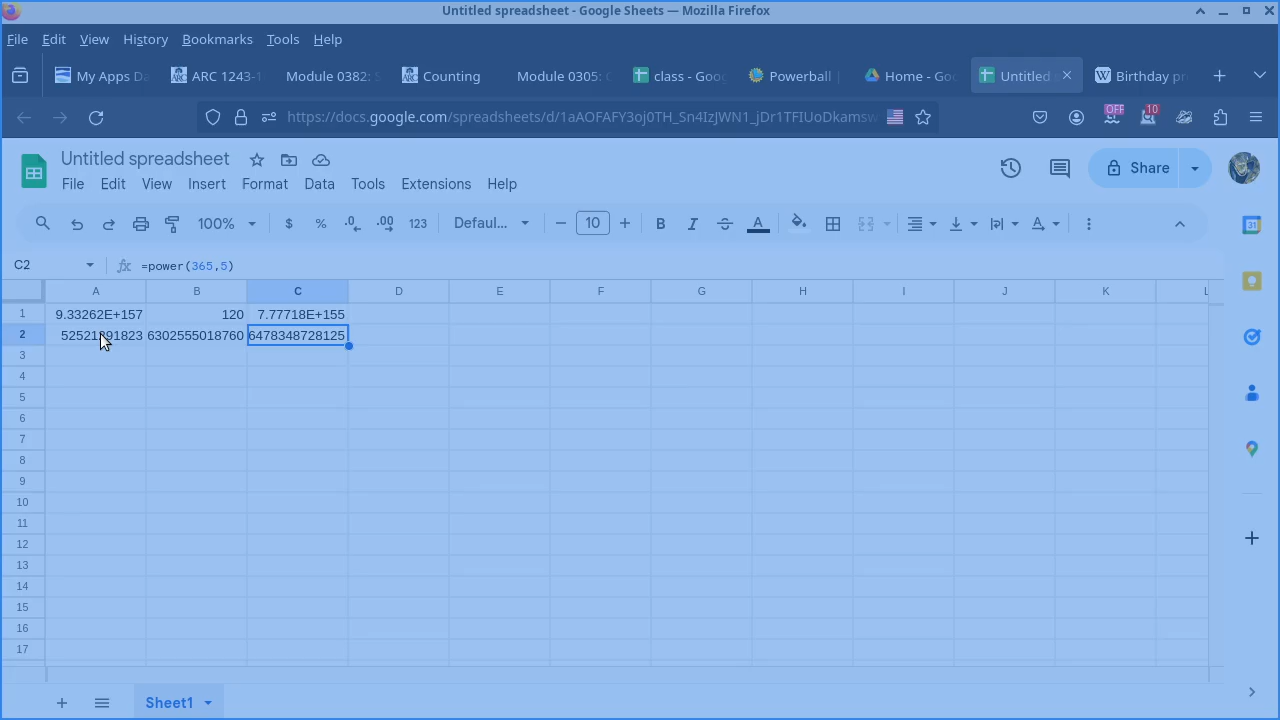 Untitled spreadsheet - Google Sheets — Mozilla Firefox
File Edit View History Bookmarks Tools Help
My Apps Da ARC 1243-1 Module 0382: S Counting Module 0305: C class - Goo Powerball Home - Goo Untitled Birthday pr
https://docs.google.com/spreadsheets/d/1aAOFAFY3oj0TH_Sn4IzJWN1_jDr1TFIUoDkamsw OFF 10
Untitled spreadsheet
File Edit View Insert Format Data Tools Extensions Help
Share
100% $ % .0 .00 123 Defaul... 10 B I A
C2 fx =power(365,5)
A B C D E F G H I J K L
1 9.33262E+157 120 7.77718E+155
2 6302555018760 6478348728125
3
4
5
6
7
8
9
10
11
12
13
14
15
16
17
Sheet1